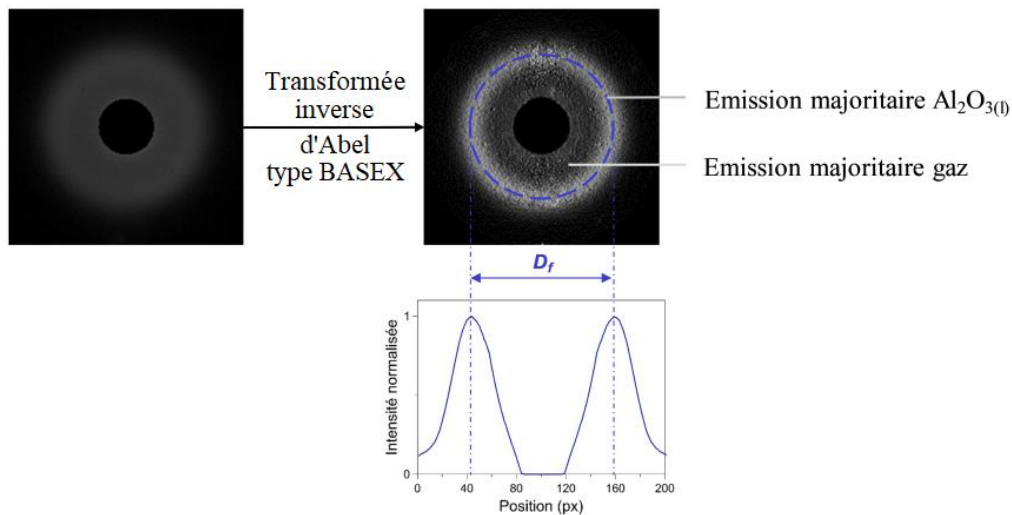 Transformée
inverse
d'Abel
type BASEX
Emission majoritaire Al₂O₃(l)
Emission majoritaire gaz
D_f
Intensité normalisée
1
0
0 40 80 120 160 200
Position (px)